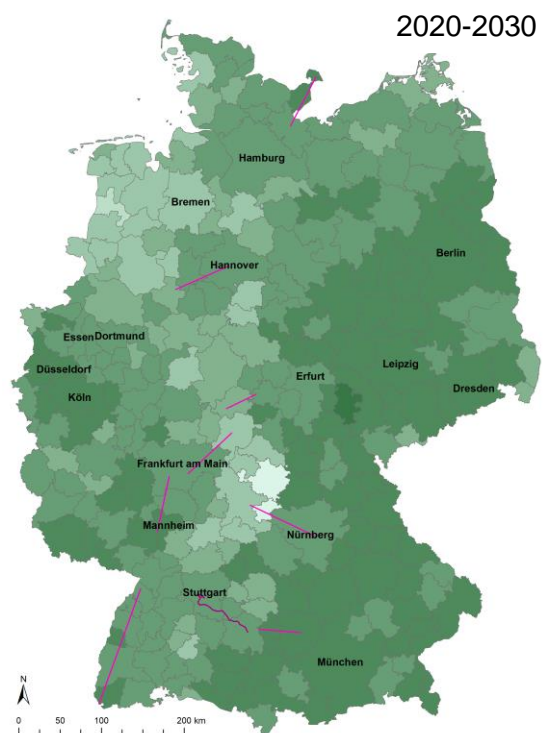 2020-2030
Hamburg
Bremen
Berlin
Hannover
Essen Dortmund
Düsseldorf
Köln
Erfurt
Leipzig
Dresden
Frankfurt am Main
Mannheim
Nürnberg
Stuttgart
München
N
0 50 100 200 km